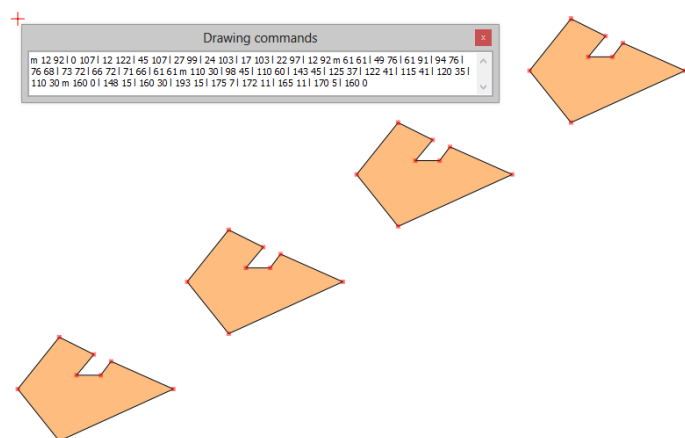 Drawing commands
m 12 92 l 0 107 l 12 122 l 45 107 l 27 99 l 24 103 l 17 103 l 22 97 l 12 92 m 61 61 l 49 76 l 61 91 l 94 76 l
76 68 l 73 72 l 66 72 l 71 66 l 61 61 m 110 30 l 98 45 l 110 60 l 143 45 l 125 37 l 122 41 l 115 41 l 120 35 l
110 30 m 160 0 l 148 15 l 160 30 l 193 15 l 175 7 l 172 11 l 165 11 l 170 5 l 160 0